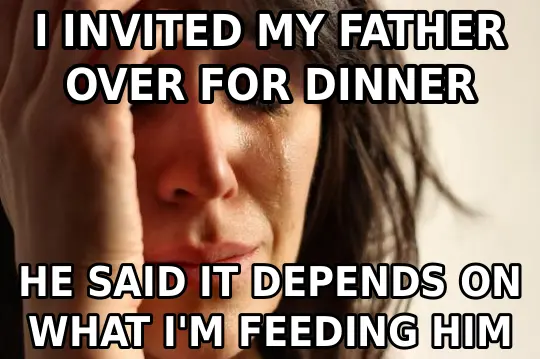 I INVITED MY FATHER
OVER FOR DINNER
HE SAID IT DEPENDS ON
WHAT I'M FEEDING HIM